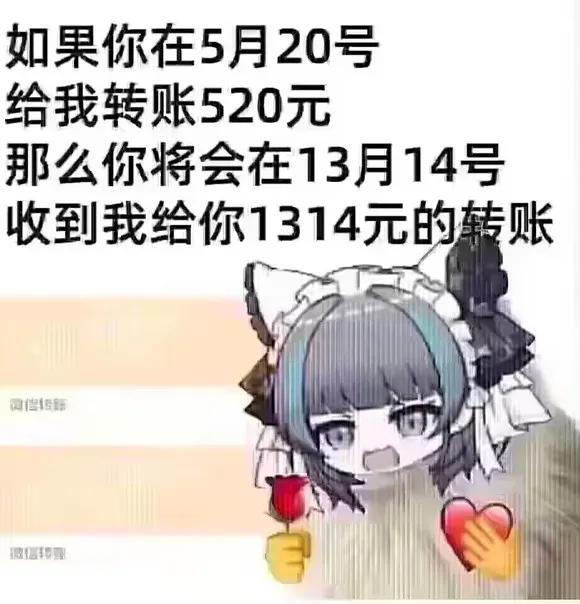 如果你在5月20号
给我转账520元
那么你将会在13月14号
收到我给你1314元的转账
微信转账
微信转账